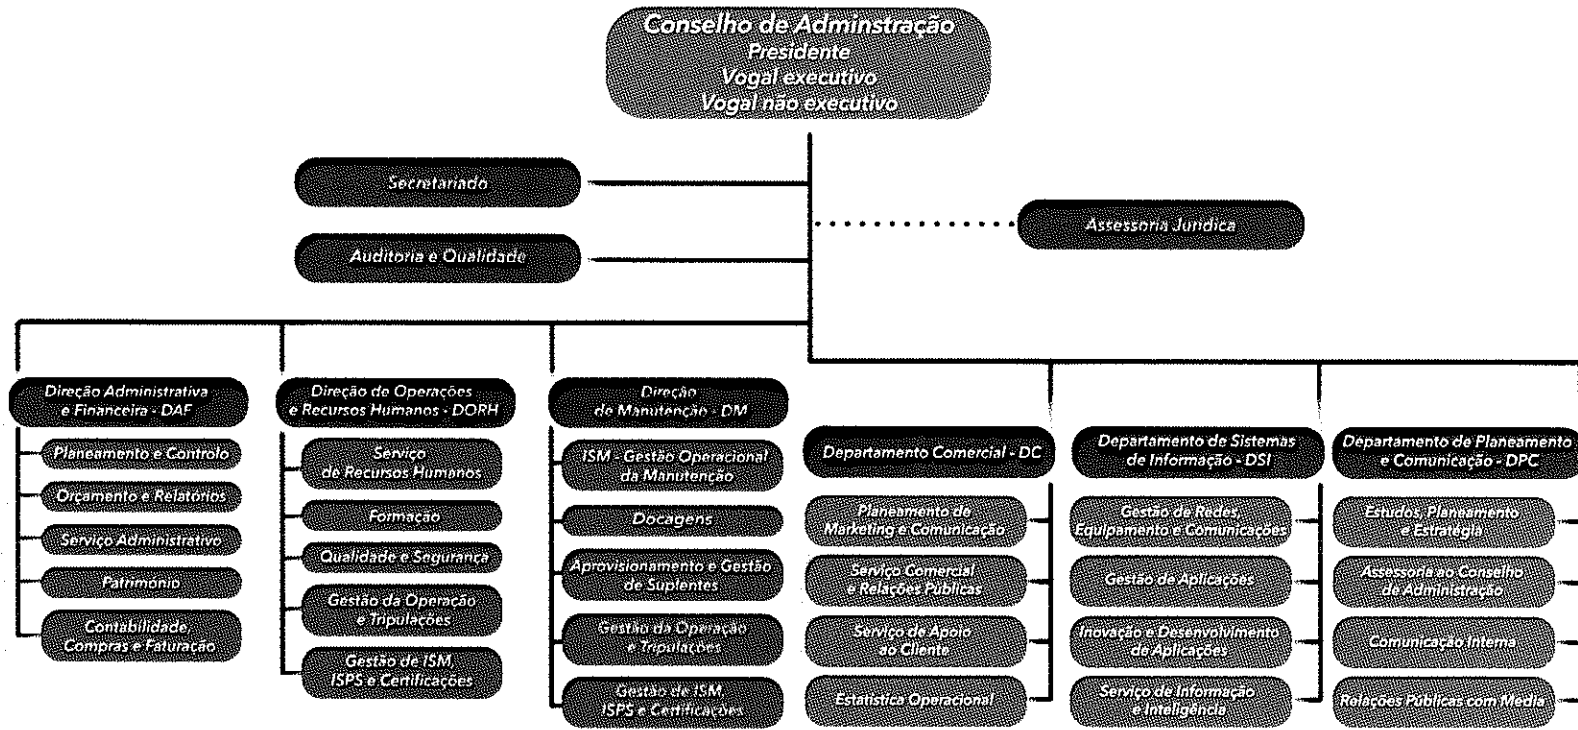 Conselho de Adminstração
Presidente
Vogal executivo
Vogal não executivo
Secretariado
Assessoria Juridica
Auditoria e Qualidade
Direção Administrativa
e Financeira - DAF
Planeamento e Controlo
Orçamento e Relatórios
Serviço Administrativo
Património
Contabilidade,
Compras e Faturação
Direção de Operações
e Recursos Humanos - DORH
Serviço
de Recursos Humanos
Formação
Qualidade e Segurança
Gestão da Operação
e Tripulações
Gestão de ISM,
ISPS e Certificações
Direção
de Manutenção - DM
ISM - Gestão Operacional
da Manutenção
Docagens
Aprovisionamento e Gestão
de Suplentes
Gestão da Operação
e Tripulações
Gestão de ISM
ISPS e Certificações
Departamento Comercial - DC
Planeamento de
Marketing e Comunicação
Serviço Comercial
e Relações Públicas
Serviço de Apoio
ao Cliente
Estatística Operacional
Departamento de Sistemas
de Informação - DSI
Gestão de Redes,
Equipamento e Comunicações
Gestão de Aplicações
Inovação e Desenvolvimento
de Aplicações
Serviço de Informação
e Inteligência
Departamento de Planeamento
e Comunicação - DPC
Estudos, Planeamento
e Estratégia
Assessoria ao Conselho
de Administração
Comunicação Interna
Relações Públicas com Media